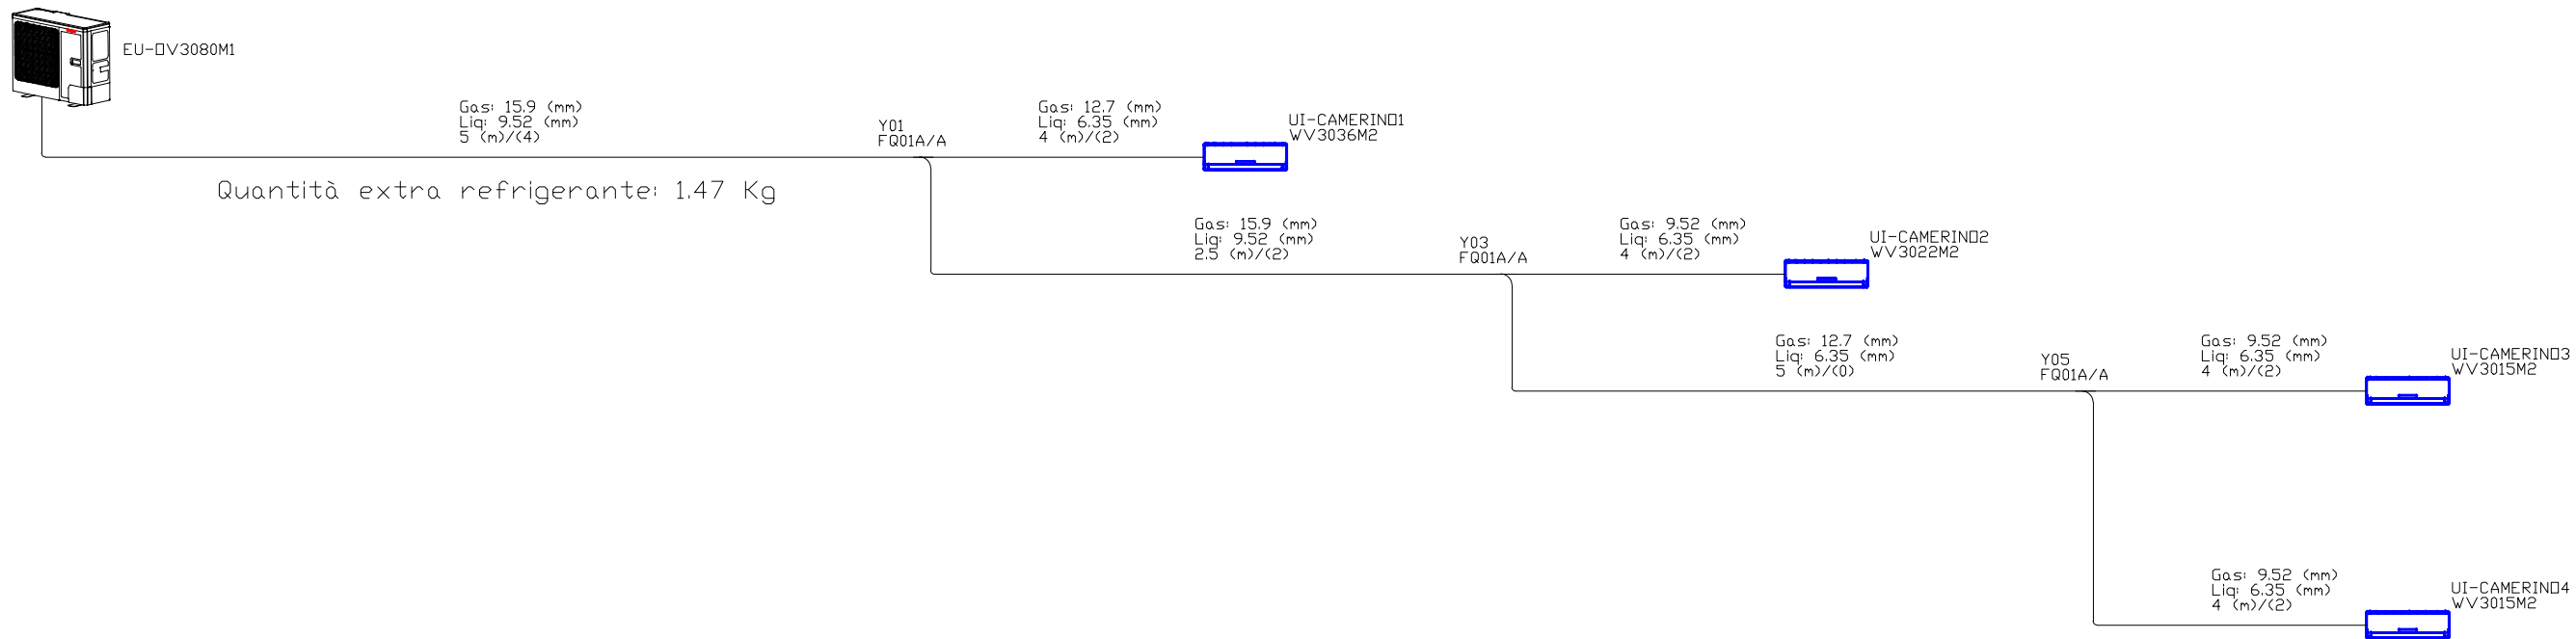 EU-OV3080M1
Gas: 15.9 (mm)
Liq: 9.52 (mm)
5 (m)/(4)
Y01
FQ01A/A
Gas: 12.7 (mm)
Liq: 6.35 (mm)
4 (m)/(2)
UI-CAMERINO1
WV3036M2
Quantità extra refrigerante: 1.47 Kg
Gas: 15.9 (mm)
Liq: 9.52 (mm)
2.5 (m)/(2)
Y03
FQ01A/A
Gas: 9.52 (mm)
Liq: 6.35 (mm)
4 (m)/(2)
UI-CAMERINO2
WV3022M2
Gas: 12.7 (mm)
Liq: 6.35 (mm)
5 (m)/(0)
Y05
FQ01A/A
Gas: 9.52 (mm)
Liq: 6.35 (mm)
4 (m)/(2)
UI-CAMERINO3
WV3015M2
Gas: 9.52 (mm)
Liq: 6.35 (mm)
4 (m)/(2)
UI-CAMERINO4
WV3015M2